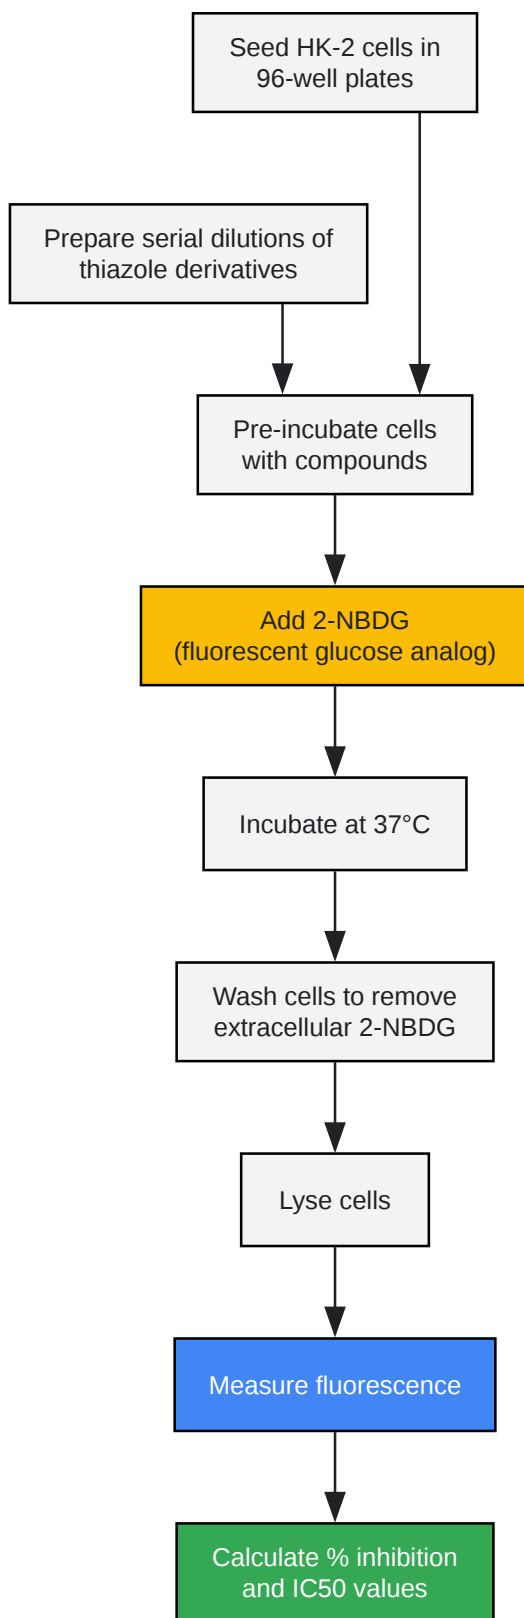 Seed HK-2 cells in
96-well plates
Prepare serial dilutions of
thiazole derivatives
Pre-incubate cells
with compounds
Add 2-NBDG
(fluorescent glucose analog)
Incubate at 37°C
Wash cells to remove
extracellular 2-NBDG
Lyse cells
Measure fluorescence
Calculate % inhibition
and IC50 values